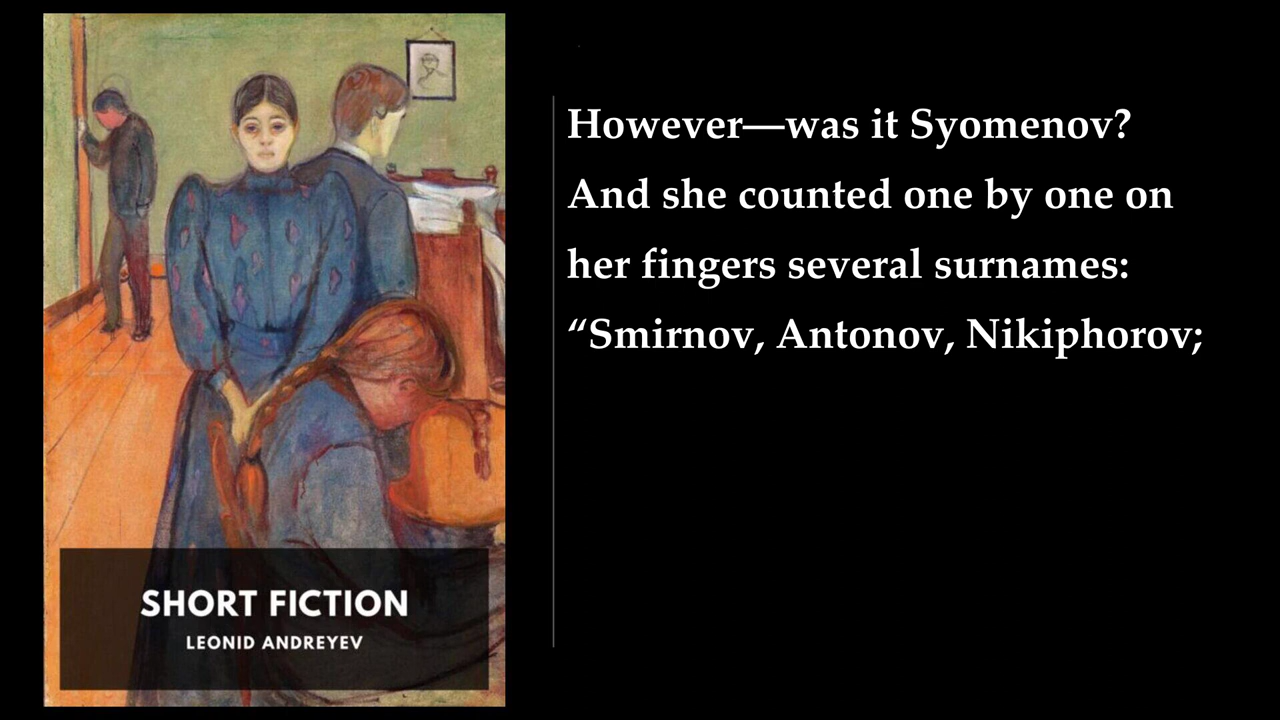 SHORT FICTION
LEONID ANDREYEV
However—was it Syomenov?
And she counted one by one on
her fingers several surnames:
“Smirnov, Antonov, Nikiphorov;